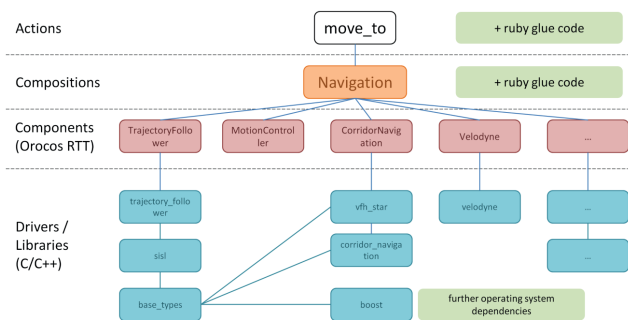 Actions
move_to
+ ruby glue code
Compositions
Navigation
+ ruby glue code
Components
(Orocos RTT)
TrajectoryFollo
wer
MotionControl
ler
CorridorNavig
ation
Velodyne
...
Drivers /
Libraries
(C/C++)
trajectory_follo
wer
vfh_star
velodyne
...
sisl
corridor_naviga
tion
...
base_types
boost
further operating system
dependencies